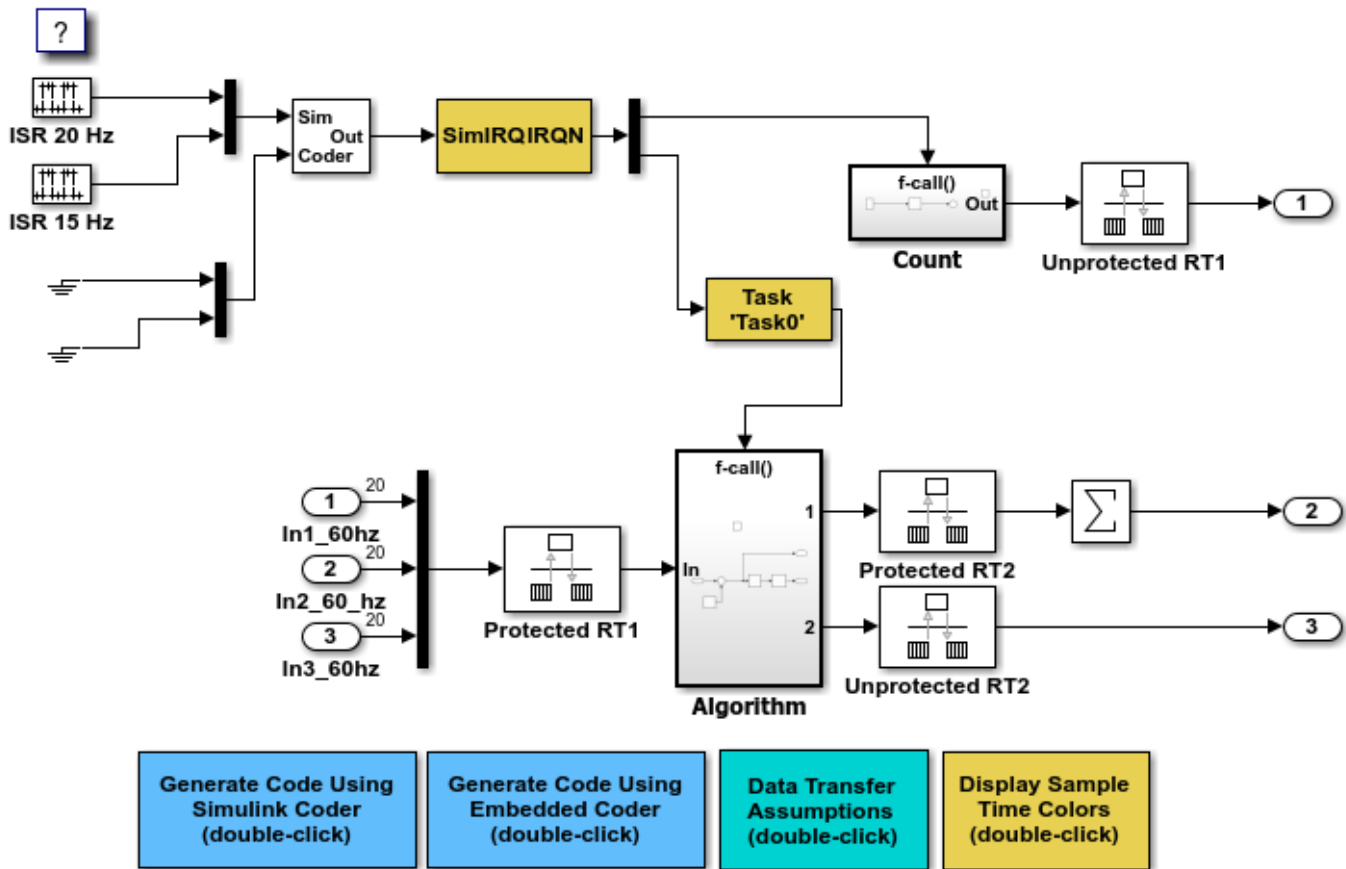 ?
ISR 20 Hz
ISR 15 Hz
Sim
Out
Coder
SimIRQIRQN
f-call()
Out
Count
Unprotected RT1
1
Task
'Task0'
20
1
In1_60hz
20
2
In2_60_hz
20
3
In3_60hz
Protected RT1
f-call()
In
1
2
Algorithm
Protected RT2
Σ
2
Unprotected RT2
3
Generate Code Using
Simulink Coder
(double-click)
Generate Code Using
Embedded Coder
(double-click)
Data Transfer
Assumptions
(double-click)
Display Sample
Time Colors
(double-click)